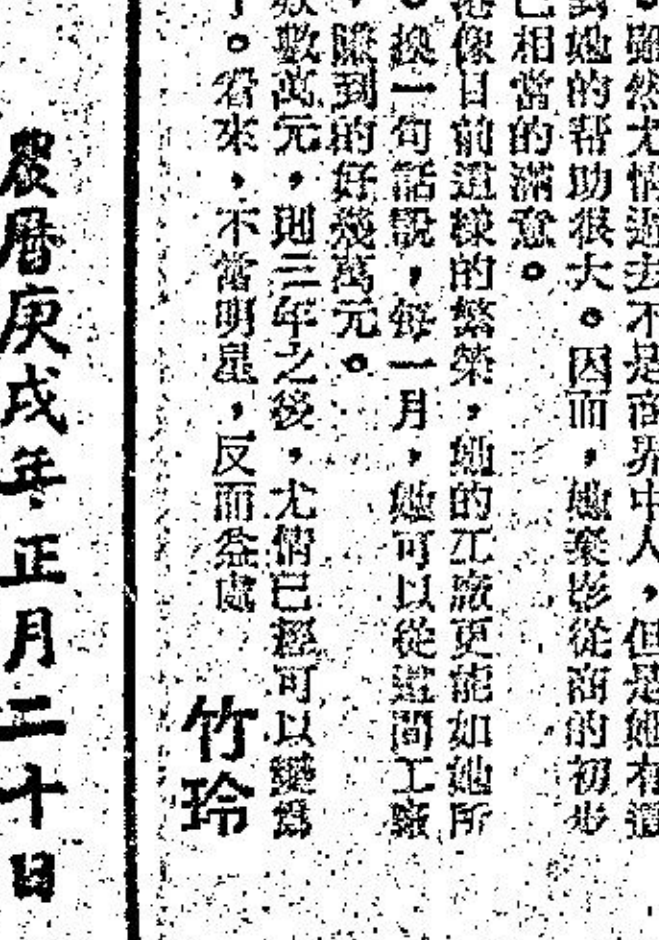 。雖然尤情過去不是商界中人，但是她有這
對她的帮助很大。因而，她棄影從商的初步
已相當的滿意。
港像目前這樣的繁榮，她的工廠更能如她所
。換一句話說，每一月，她可以從這間工廠
，賺到的好幾萬元。
數萬元，則三年之後，尤情已經可以變為
了。看來，不當明星，反而益處
竹玲
農曆庚戌年正月二十日